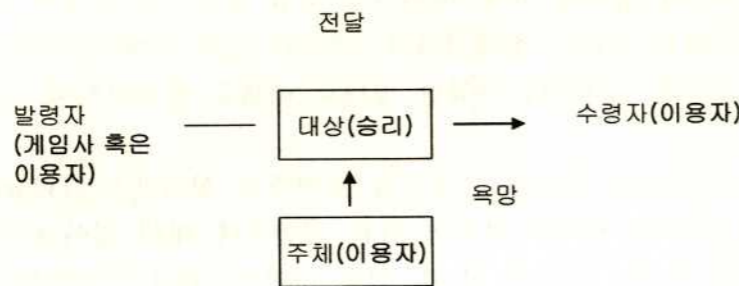 전달
발령자
(게임사 혹은
이용자)
대상(승리)
수령자(이용자)
욕망
주체(이용자)